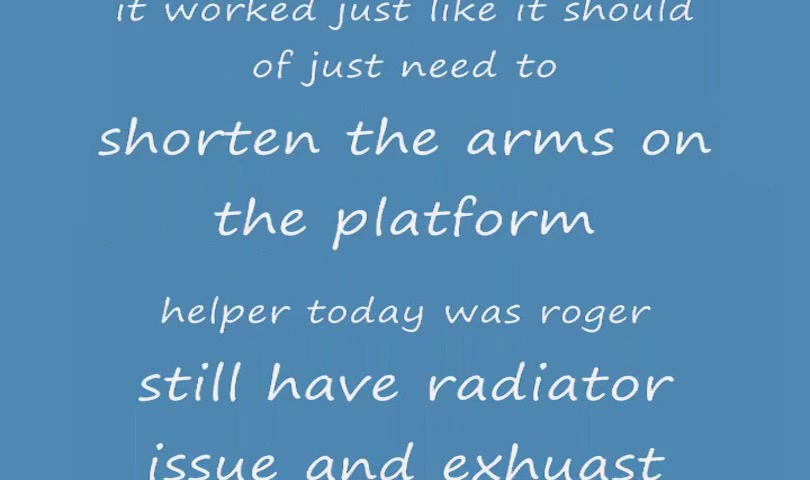 it worked just like it should
of just need to
shorten the arms on
the platform
helper today was roger
still have radiator
issue and exhuast